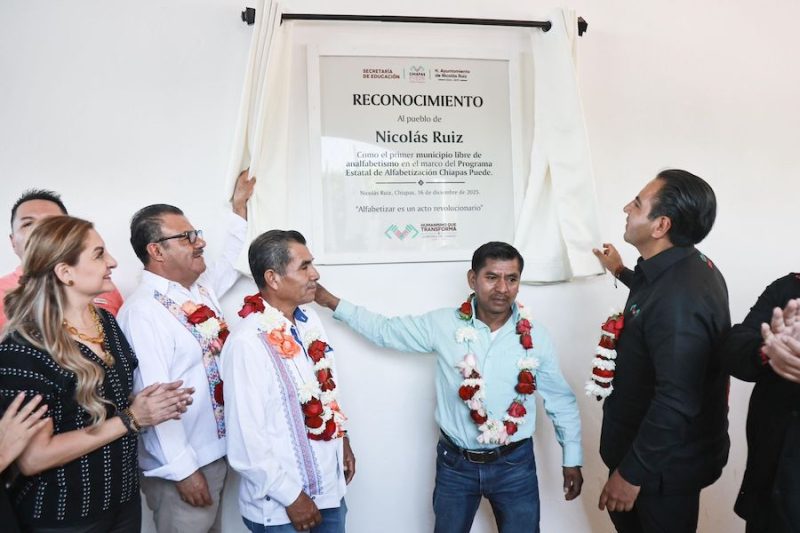 SECRETARÍA
DE EDUCACIÓN
CHIAPAS
PUEDE
H. Ayuntamiento
de Nicolás Ruiz
RECONOCIMIENTO
Al pueblo de
Nicolás Ruiz
Como el primer municipio libre de
analfabetismo en el marco del Programa
Estatal de Alfabetización Chiapas Puede.
Nicolás Ruiz, Chiapas, 16 de diciembre de 2025.
"Alfabetizar es un acto revolucionario"
HUMANISMO QUE
TRANSFORMA